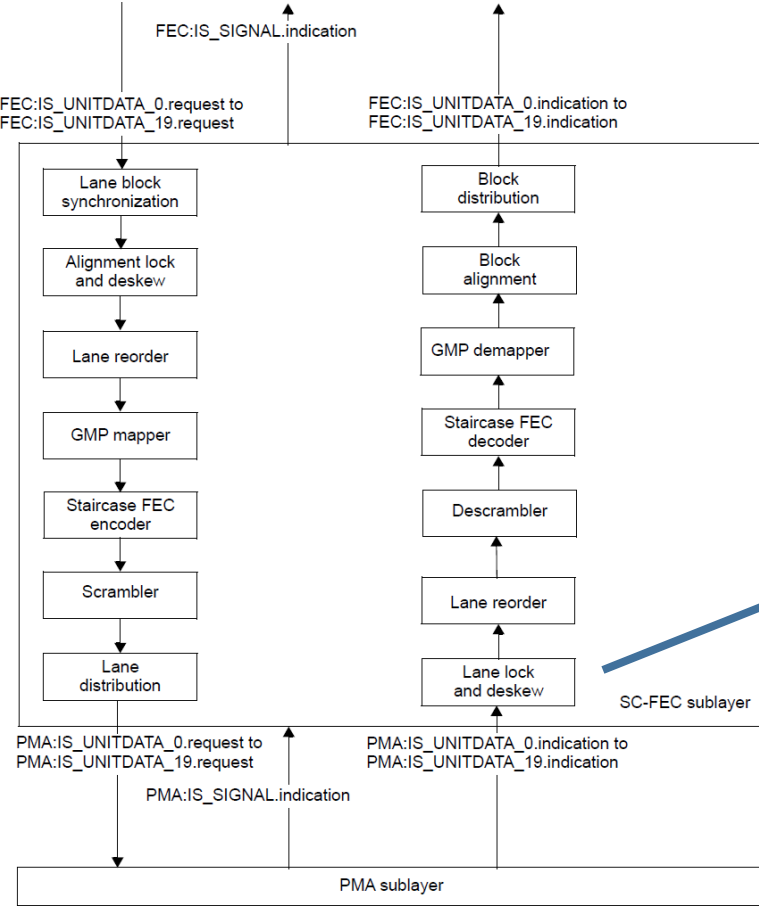 FEC:IS_SIGNAL.indication
FEC:IS_UNITDATA_0.request to
FEC:IS_UNITDATA_19.request
FEC:IS_UNITDATA_0.indication to
FEC:IS_UNITDATA_19.indication
Lane block
synchronization
Alignment lock
and deskew
Lane reorder
GMP mapper
Staircase FEC
encoder
Scrambler
Lane
distribution
Block
distribution
Block
alignment
GMP demapper
Staircase FEC
decoder
Descrambler
Lane reorder
Lane lock
and deskew
SC-FEC sublayer
PMA:IS_UNITDATA_0.request to
PMA:IS_UNITDATA_19.request
PMA:IS_UNITDATA_0.indication to
PMA:IS_UNITDATA_19.indication
PMA:IS_SIGNAL.indication
PMA sublayer